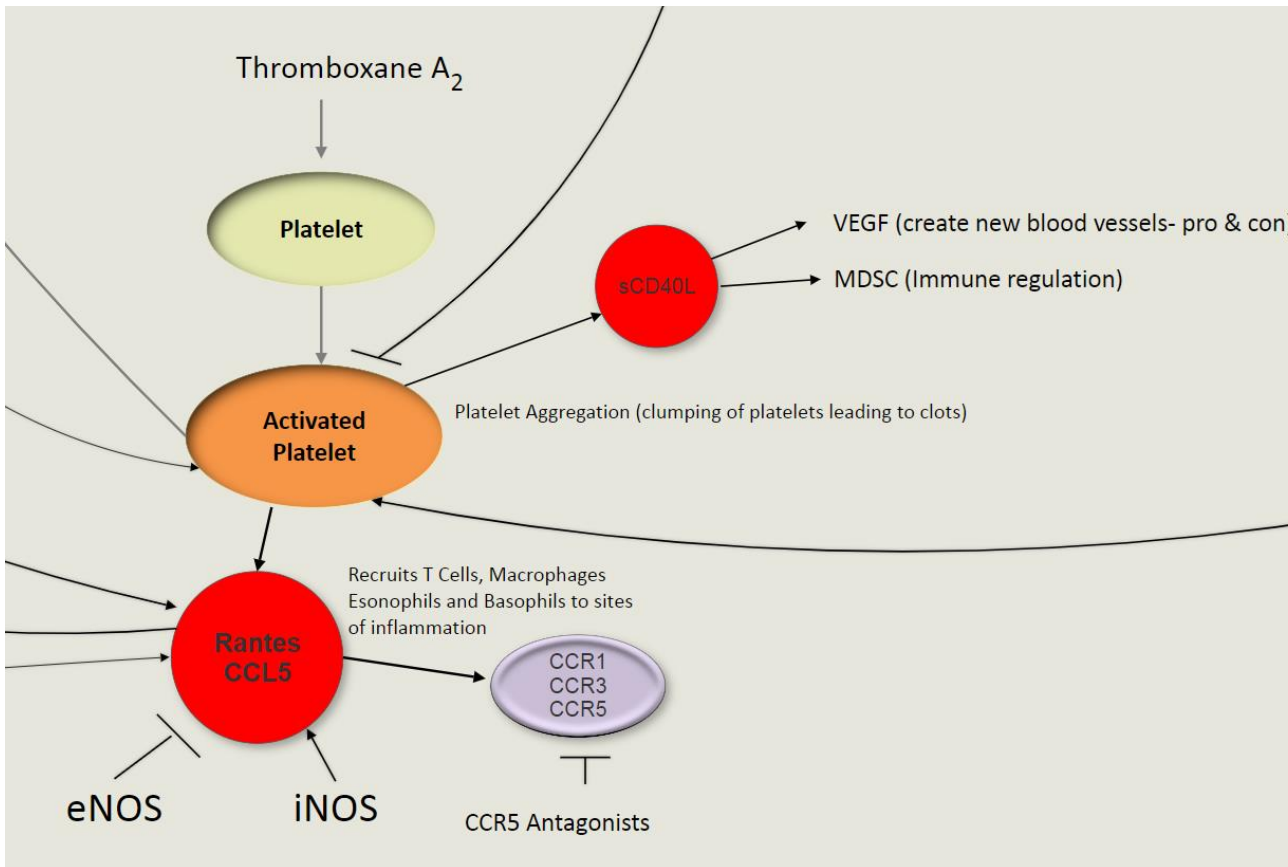 Thromboxane A2
Platelet
VEGF (create new blood vessels- pro & con)
sCD40L
MDSC (Immune regulation)
Activated
Platelet
Platelet Aggregation (clumping of platelets leading to clots)
Recruits T Cells, Macrophages
Esonophils and Basophils to sites
of inflammation
Rantes
CCL5
CCR1
CCR3
CCR5
eNOS
iNOS
CCR5 Antagonists